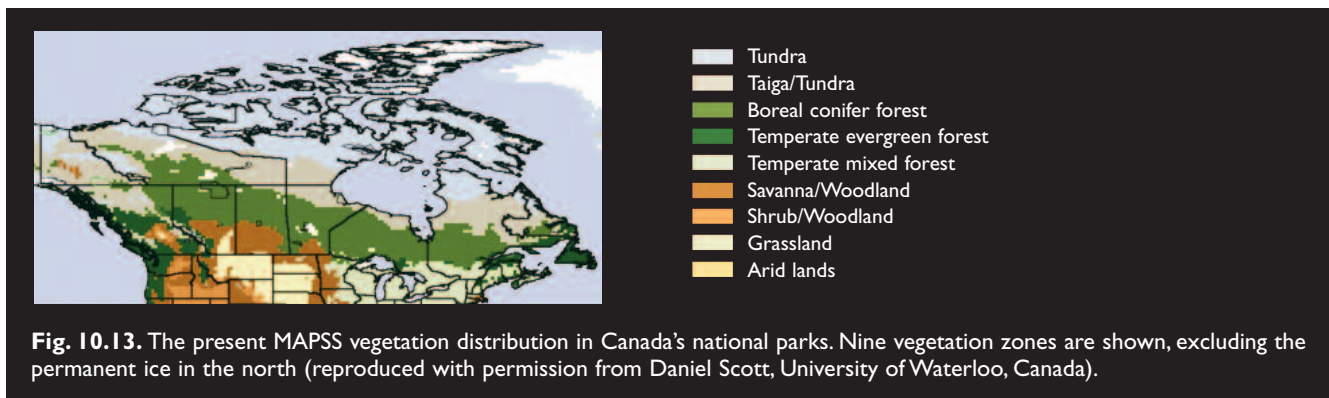 Tundra
Taiga/Tundra
Boreal conifer forest
Temperate evergreen forest
Temperate mixed forest
Savanna/Woodland
Shrub/Woodland
Grassland
Arid lands
Fig. 10.13. The present MAPSS vegetation distribution in Canada’s national parks. Nine vegetation zones are shown, excluding the
permanent ice in the north (reproduced with permission from Daniel Scott, University of Waterloo, Canada).